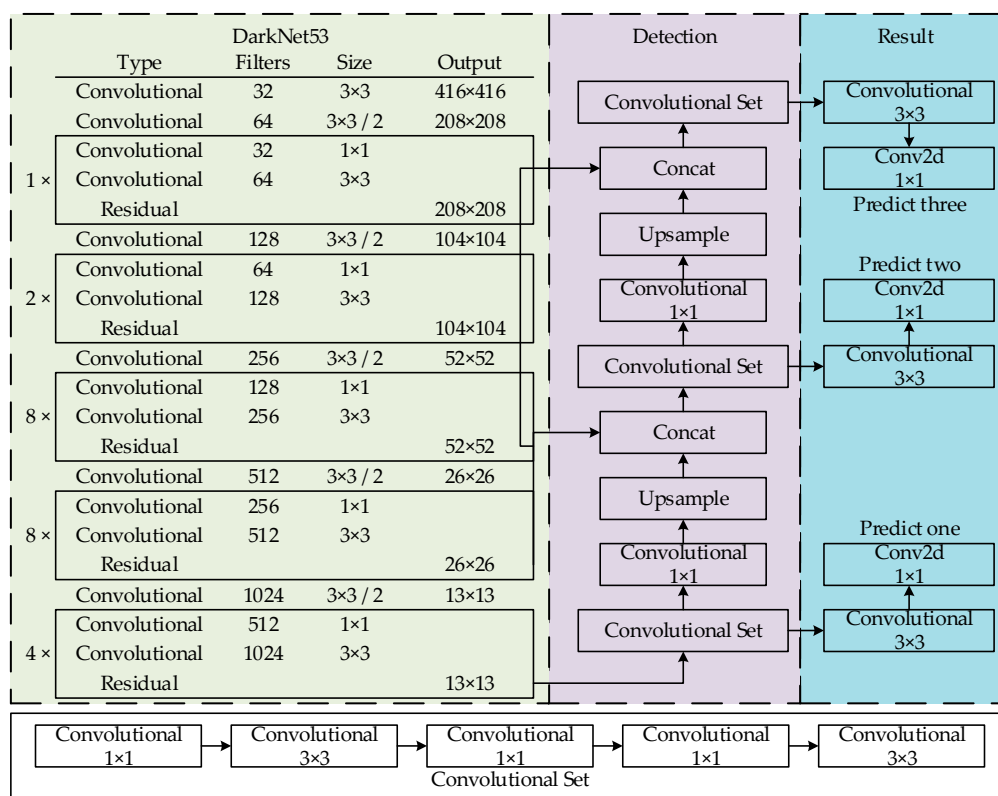 DarkNet53
Type Filters Size Output
Convolutional 32 3×3 416×416
Convolutional 64 3×3 / 2 208×208
1 ×
Convolutional 32 1×1
Convolutional 64 3×3
Residual 208×208
Convolutional 128 3×3 / 2 104×104
2 ×
Convolutional 64 1×1
Convolutional 128 3×3
Residual 104×104
Convolutional 256 3×3 / 2 52×52
8 ×
Convolutional 128 1×1
Convolutional 256 3×3
Residual 52×52
Convolutional 512 3×3 / 2 26×26
8 ×
Convolutional 256 1×1
Convolutional 512 3×3
Residual 26×26
Convolutional 1024 3×3 / 2 13×13
4 ×
Convolutional 512 1×1
Convolutional 1024 3×3
Residual 13×13
Detection
Convolutional Set
Concat
Upsample
Convolutional
1×1
Convolutional Set
Concat
Upsample
Convolutional
1×1
Convolutional Set
Result
Convolutional
3×3
Conv2d
1×1
Predict three
Predict two
Conv2d
1×1
Convolutional
3×3
Predict one
Conv2d
1×1
Convolutional
3×3
Convolutional
1×1
Convolutional
3×3
Convolutional
1×1
Convolutional
1×1
Convolutional
3×3
Convolutional Set